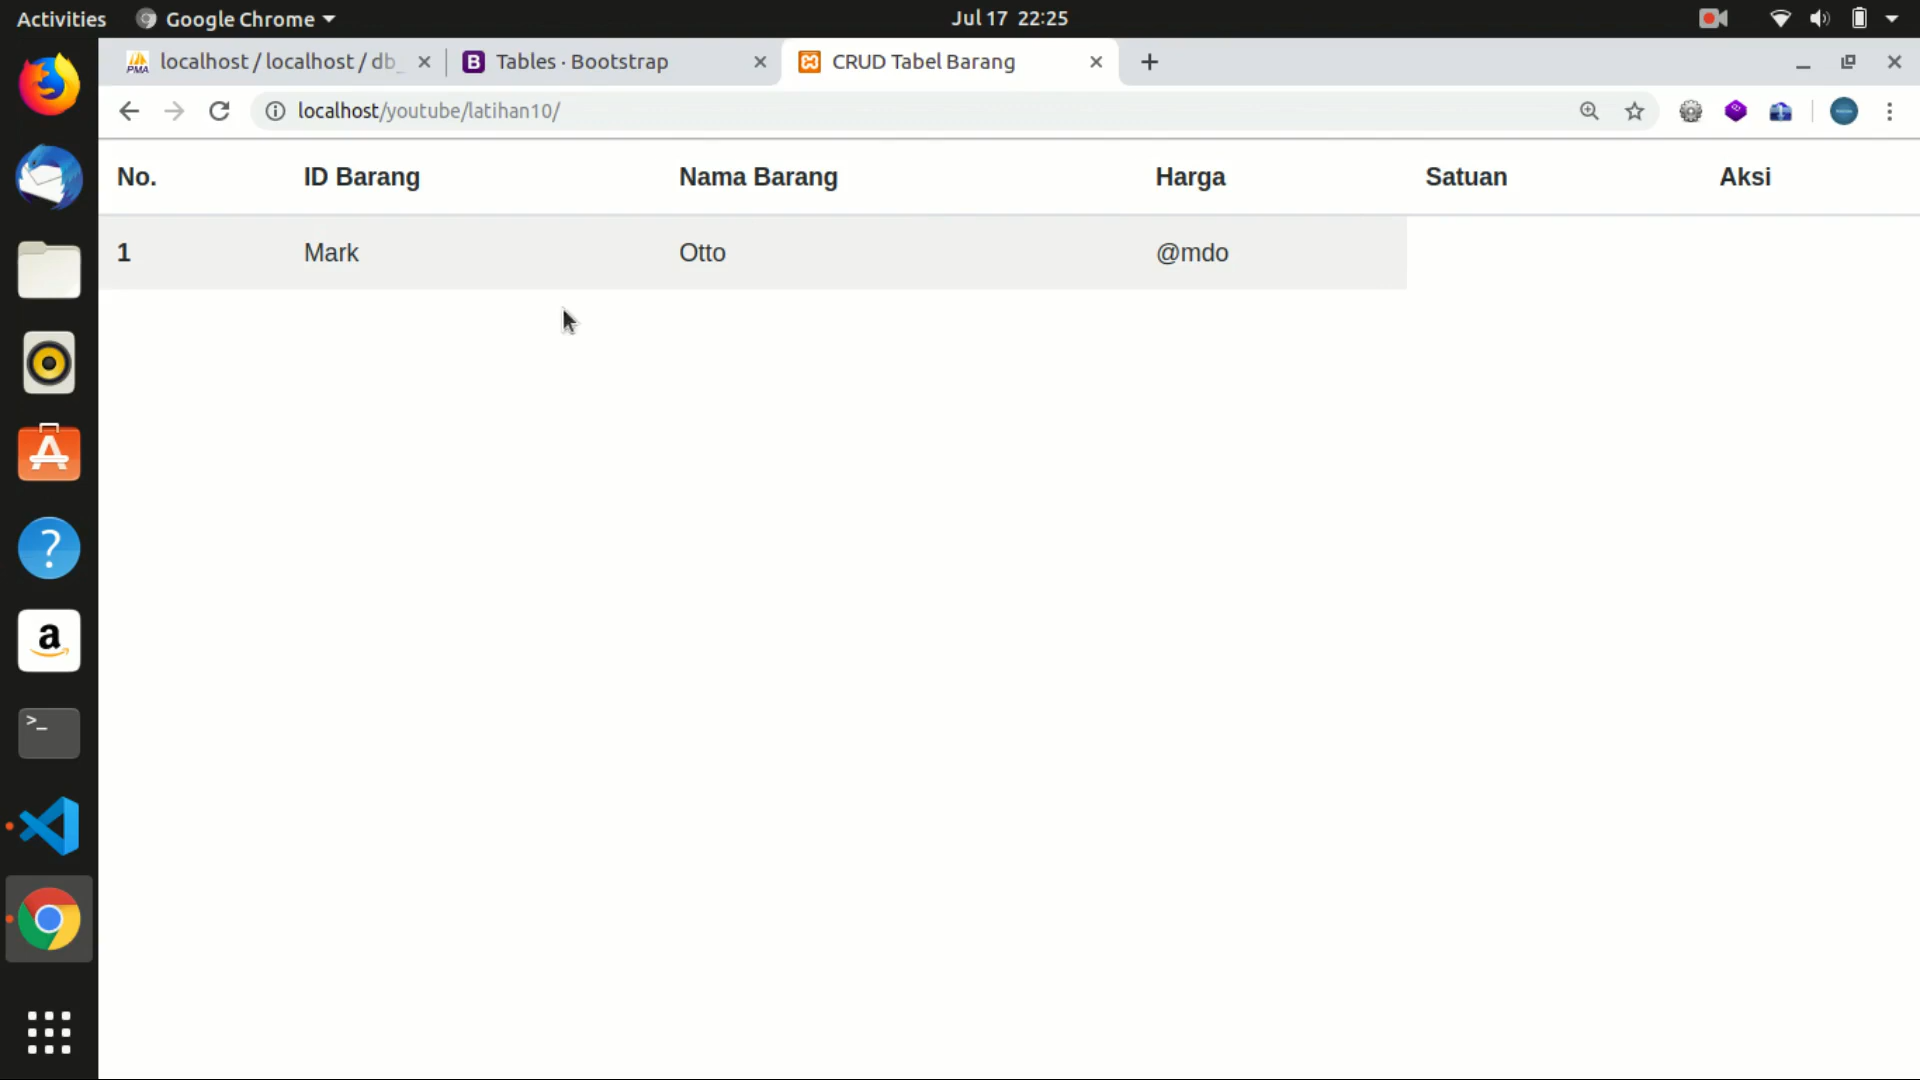 Activities
Google Chrome
Jul 17 22:25
PMA
localhost / localhost / db_
B
Tables · Bootstrap
CRUD Tabel Barang
localhost/youtube/latihan10/
No. ID Barang Nama Barang Harga Satuan Aksi
1 Mark Otto @mdo